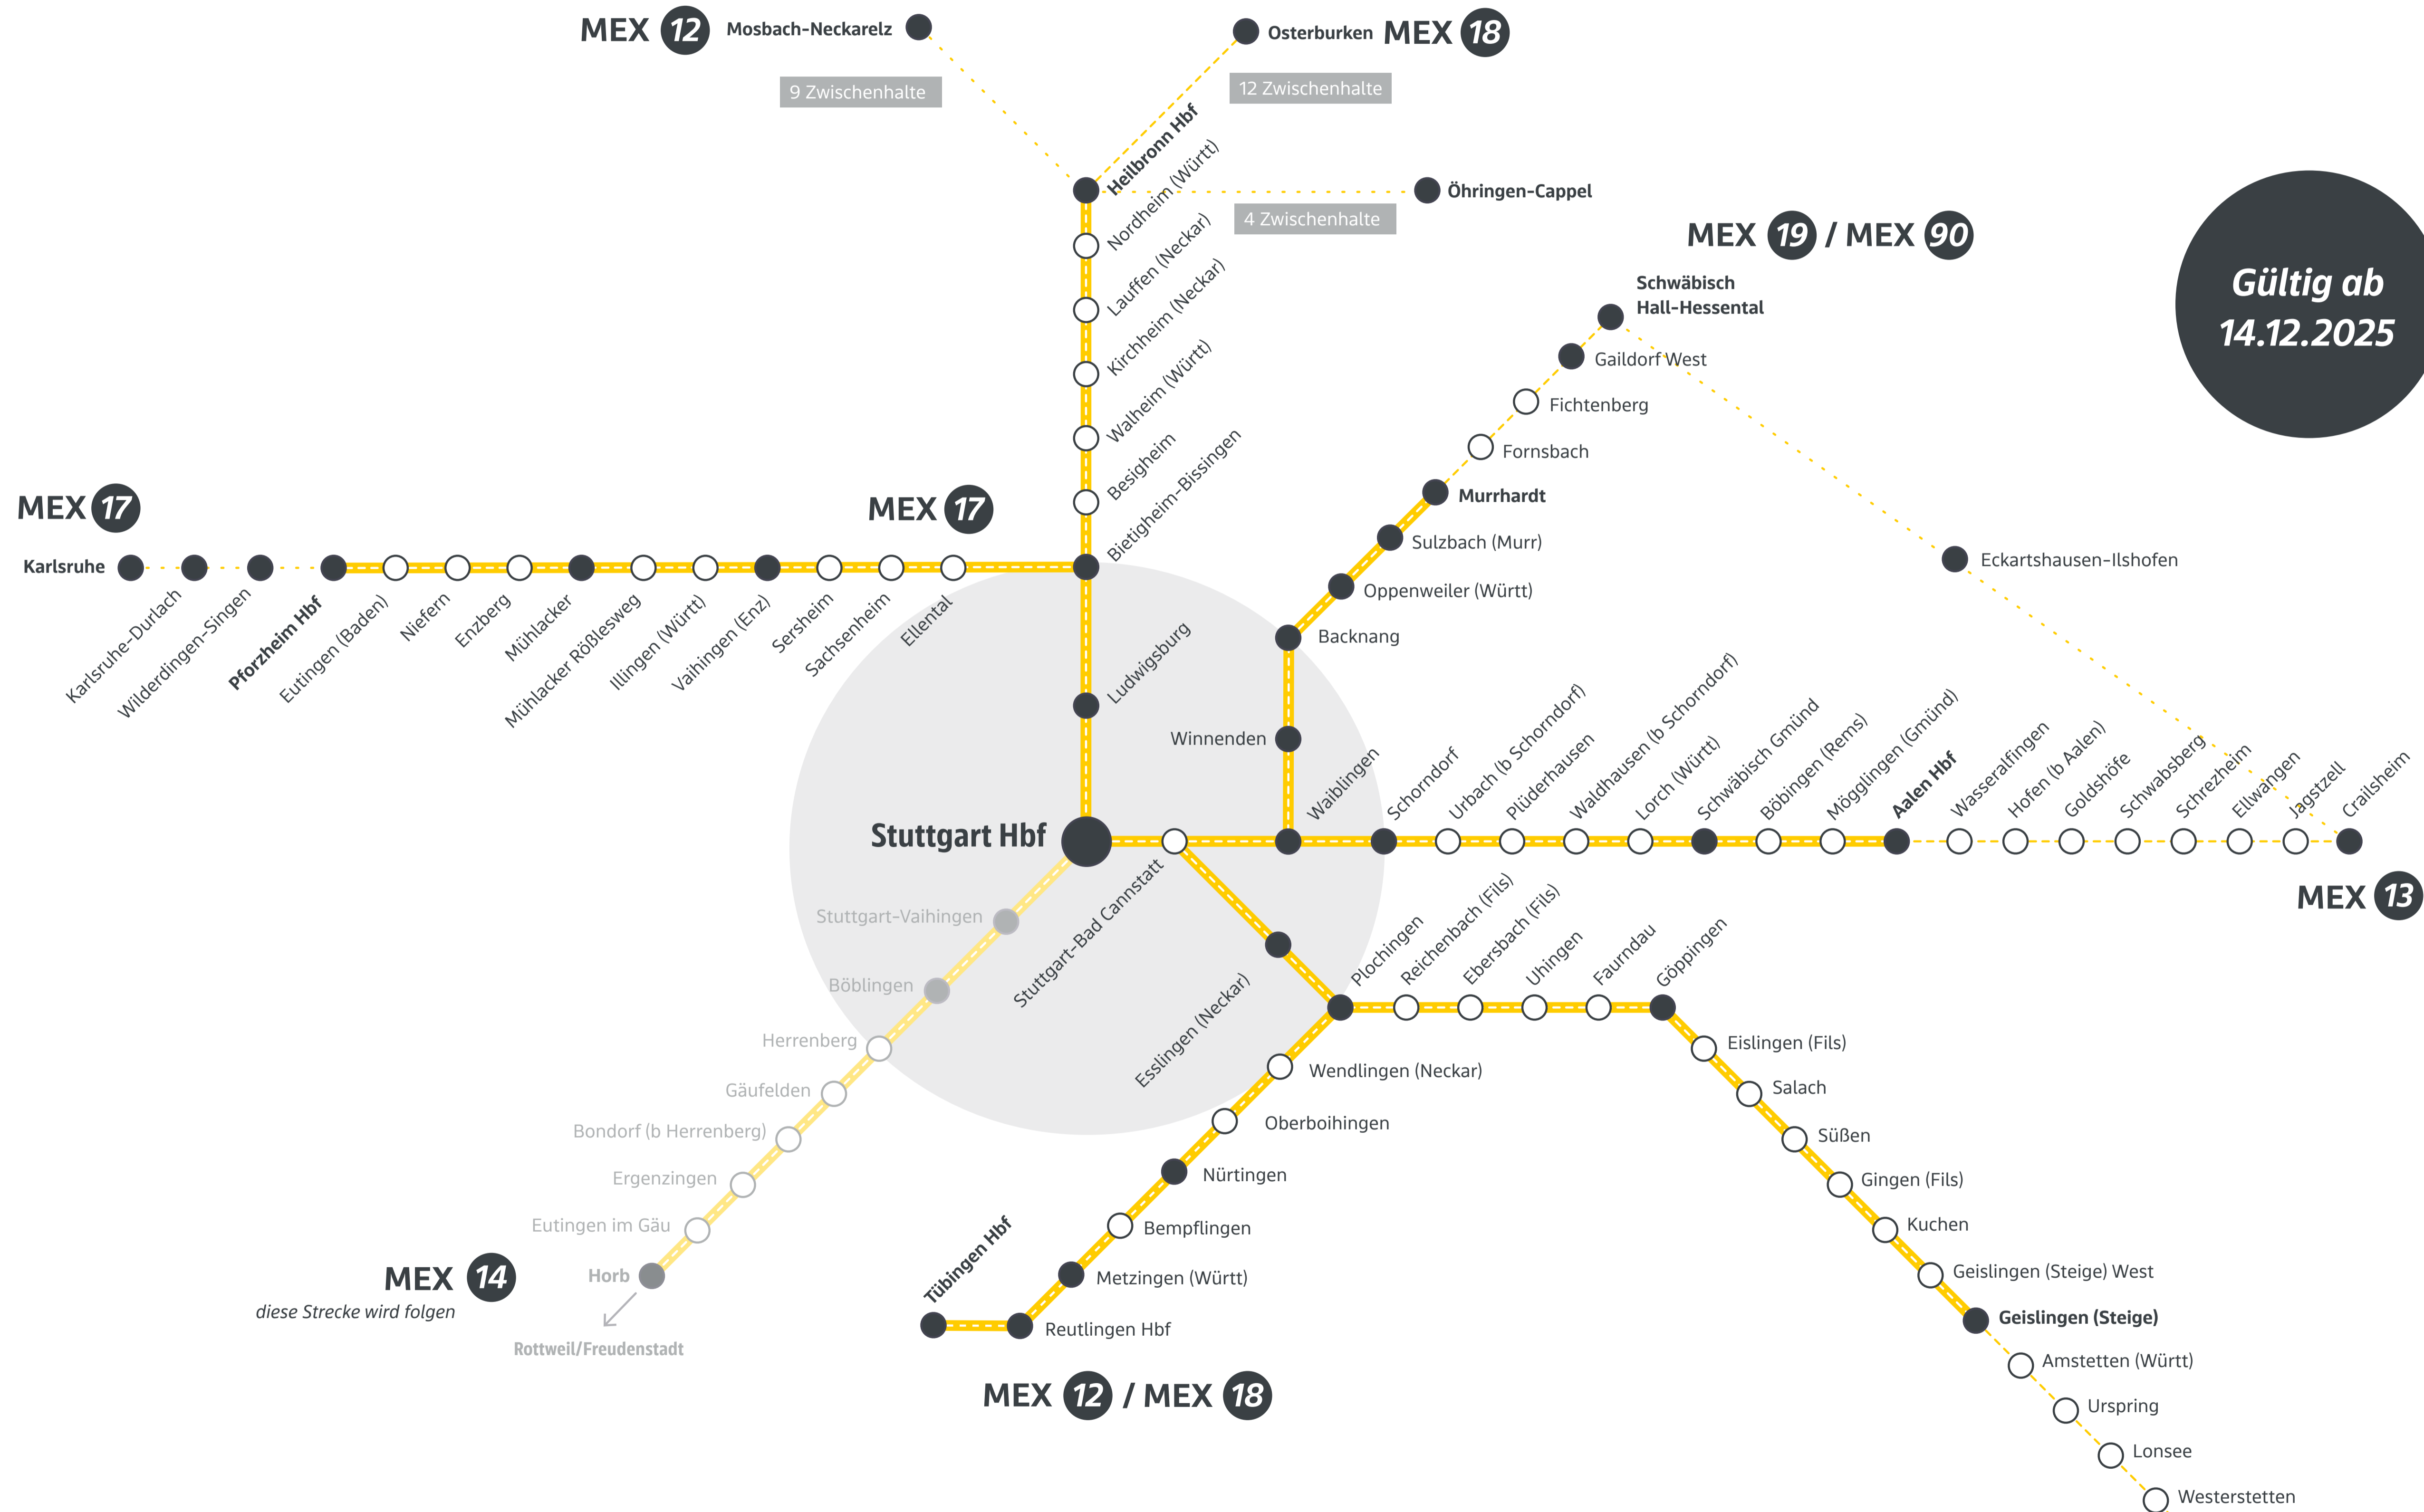 MEX 12 Mosbach-Neckarelz
Osterburken MEX 18
9 Zwischenhalte
12 Zwischenhalte
Heilbronn Hbf
Öhringen-Cappel
4 Zwischenhalte
Nordheim (Württ)
Lauffen (Neckar)
Kirchheim (Neckar)
Walheim (Württ)
Besigheim
Bietigheim-Bissingen
MEX 19 / MEX 90
Schwäbisch
Hall-Hessental
Gaildorf West
Fichtenberg
Fornsbach
Murrhardt
Sulzbach (Murr)
Oppenweiler (Württ)
Backnang
Winnenden
Gültig ab
14.12.2025
Eckartshausen-Ilshofen
MEX 17
MEX 17
Karlsruhe
Karlsruhe-Durlach
Wilderdingen-Singen
Pforzheim Hbf
Eutingen (Baden)
Niefern
Enzberg
Mühlacker
Mühlacker Rößlesweg
Illingen (Württ)
Vaihingen (Enz)
Sersheim
Sachsenheim
Ellental
Ludwigsburg
Stuttgart Hbf
Stuttgart-Bad Cannstatt
Waiblingen
Schorndorf
Urbach (b Schorndorf)
Plüderhausen
Waldhausen (b Schorndorf)
Lorch (Württ)
Schwäbisch Gmünd
Böbingen (Rems)
Mögglingen (Gmünd)
Aalen Hbf
Wasseralfingen
Hofen (b Aalen)
Goldshöfe
Schwabsberg
Schrezheim
Ellwangen
Jagstzell
Crailsheim
MEX 13
Stuttgart-Vaihingen
Böblingen
Herrenberg
Gäufelden
Bondorf (b Herrenberg)
Ergenzingen
Eutingen im Gäu
Horb
MEX 14
diese Strecke wird folgen
Rottweil/Freudenstadt
Esslingen (Neckar)
Plochingen
Reichenbach (Fils)
Ebersbach (Fils)
Uhingen
Faurndau
Göppingen
Eislingen (Fils)
Salach
Süßen
Gingen (Fils)
Kuchen
Geislingen (Steige) West
Geislingen (Steige)
Amstetten (Württ)
Urspring
Lonsee
Westerstetten
Wendlingen (Neckar)
Oberboihingen
Nürtingen
Bempflingen
Metzingen (Württ)
Reutlingen Hbf
Tübingen Hbf
MEX 12 / MEX 18